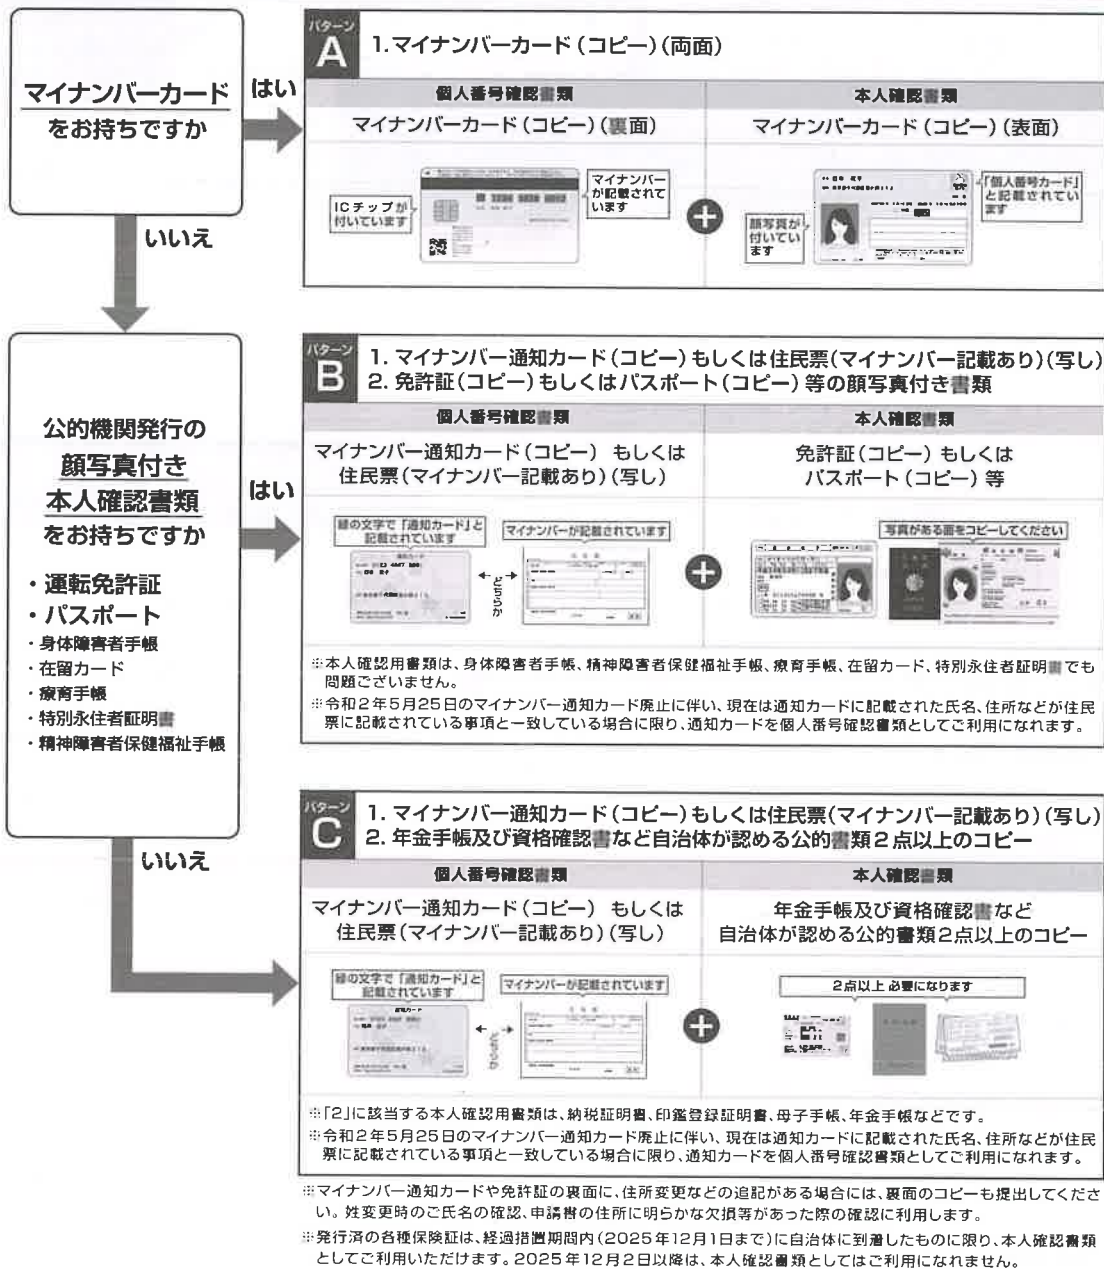 マイナンバーカード
をお持ちですか
はい
いいえ
パターン
A
1.マイナンバーカード(コピー)(両面)
個人番号確認書類
本人確認書類
マイナンバーカード(コピー)(裏面)
マイナンバーカード(コピー)(表面)
ICチップが
付いています
マイナンバー
が記載されて
います
顔写真が
付いてい
ます
「個人番号カード」
と記載されてい
ます
公的機関発行の
顔写真付き
本人確認書類
をお持ちですか
・運転免許証
・パスポート
・身体障害者手帳
・在留カード
・療育手帳
・特別永住者証明書
・精神障害者保健福祉手帳
はい
いいえ
パターン
B
1. マイナンバー通知カード(コピー)もしくは住民票(マイナンバー記載あり)(写し)
2. 免許証(コピー)もしくはパスポート(コピー)等の顔写真付き書類
個人番号確認書類
本人確認書類
マイナンバー通知カード(コピー) もしくは
住民票(マイナンバー記載あり)(写し)
免許証(コピー)もしくは
パスポート(コピー)等
緑の文字で「通知カード」と
記載されています
マイナンバーが記載されています
どちらか
写真がある面をコピーしてください
※本人確認用書類は、身体障害者手帳、精神障害者保健福祉手帳、療育手帳、在留カード、特別永住者証明書でも
問題ございません。
※令和2年5月25日のマイナンバー通知カード廃止に伴い、現在は通知カードに記載された氏名、住所などが住民
票に記載されている事項と一致している場合に限り、通知カードを個人番号確認書類としてご利用になれます。
パターン
C
1. マイナンバー通知カード(コピー)もしくは住民票(マイナンバー記載あり)(写し)
2. 年金手帳及び資格確認書など自治体が認める公的書類2点以上のコピー
個人番号確認書類
本人確認書類
マイナンバー通知カード(コピー) もしくは
住民票(マイナンバー記載あり)(写し)
年金手帳及び資格確認書など
自治体が認める公的書類2点以上のコピー
緑の文字で「通知カード」と
記載されています
マイナンバーが記載されています
どちらか
2点以上 必要になります
※「2」に該当する本人確認用書類は、納税証明書、印鑑登録証明書、母子手帳、年金手帳などです。
※令和2年5月25日のマイナンバー通知カード廃止に伴い、現在は通知カードに記載された氏名、住所などが住民
票に記載されている事項と一致している場合に限り、通知カードを個人番号確認書類としてご利用になれます。
※マイナンバー通知カードや免許証の裏面に、住所変更などの追記がある場合には、裏面のコピーも提出してくださ
い。姓変更時のご氏名の確認、申請書の住所に明らかな欠損等があった際の確認に利用します。
※発行済の各種保険証は、経過措置期間内(2025年12月1日まで)に自治体に到着したものに限り、本人確認書類
としてご利用いただけます。2025年12月2日以降は、本人確認書類としてはご利用になれません。